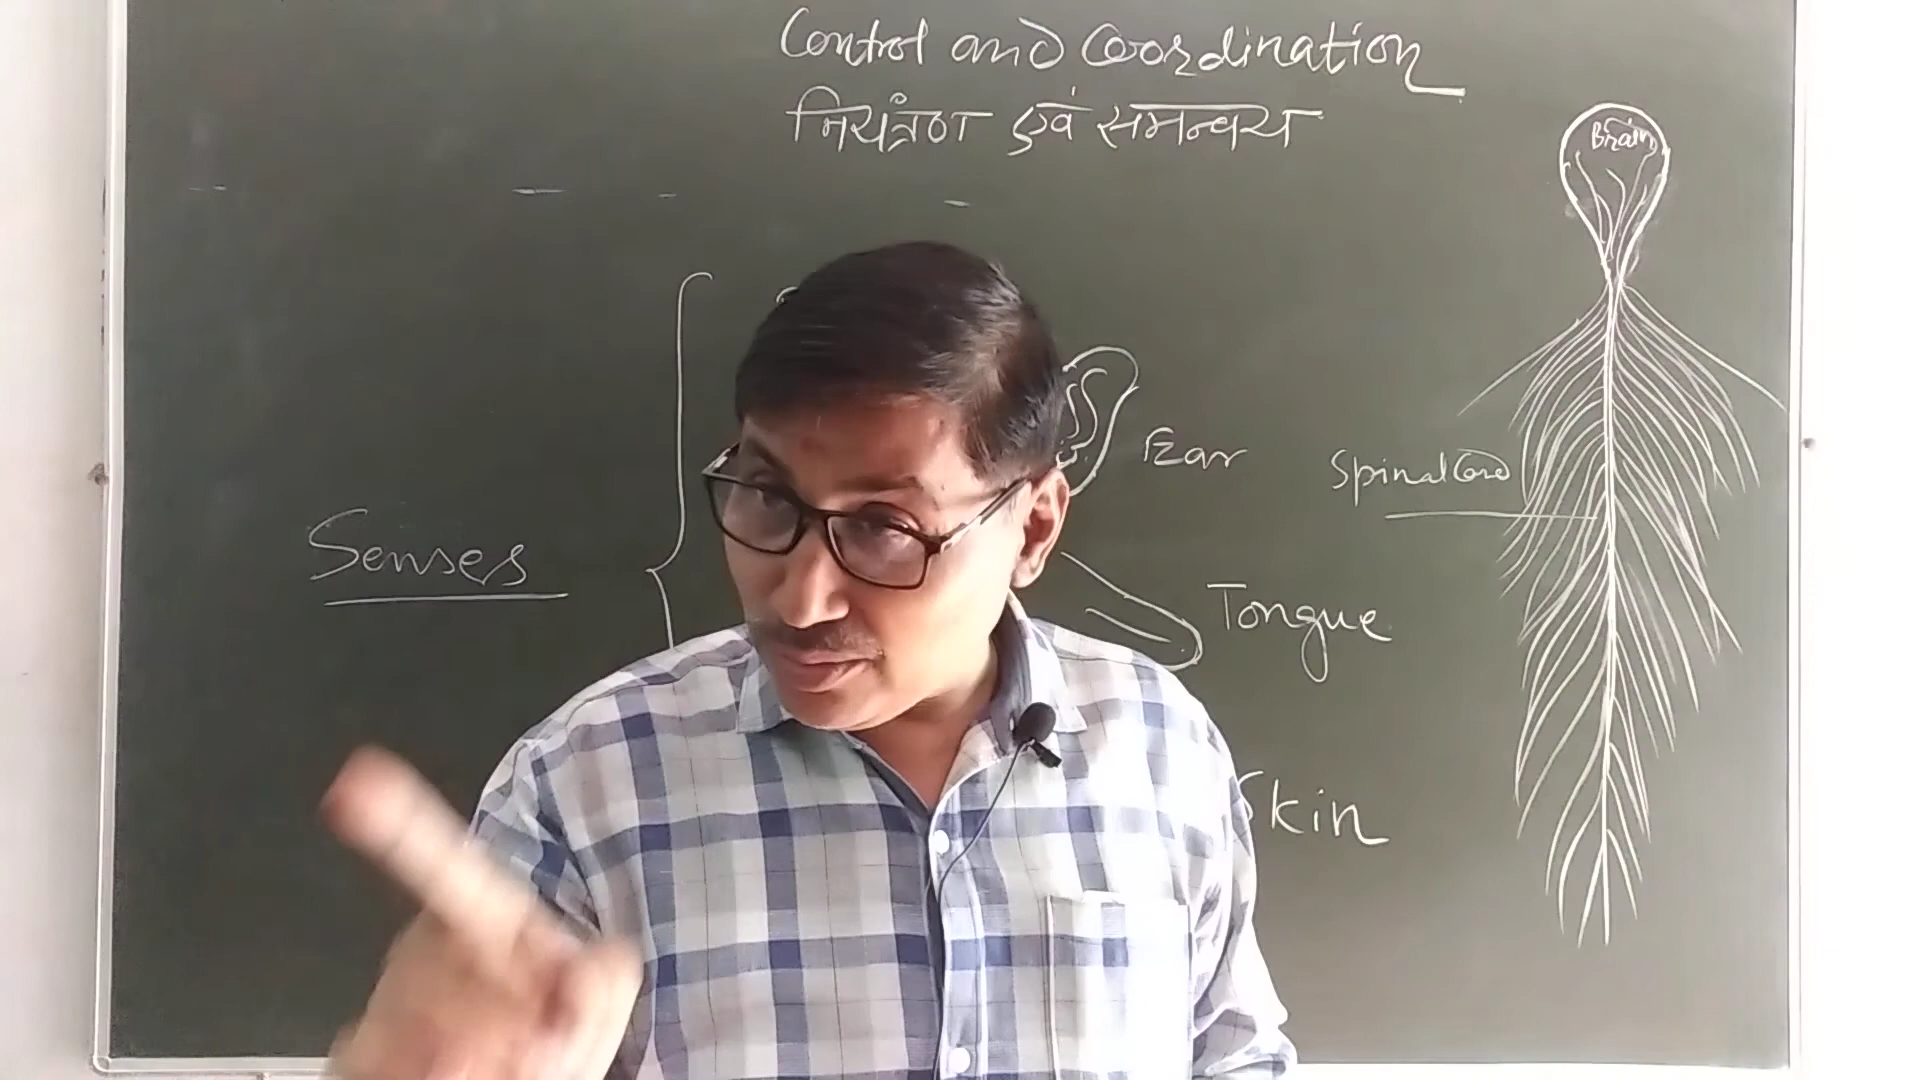 Control and Coordination
नियंत्रण एवं समन्वय
Brain
Ear
Spinal Cord
Senses
Tongue
Skin